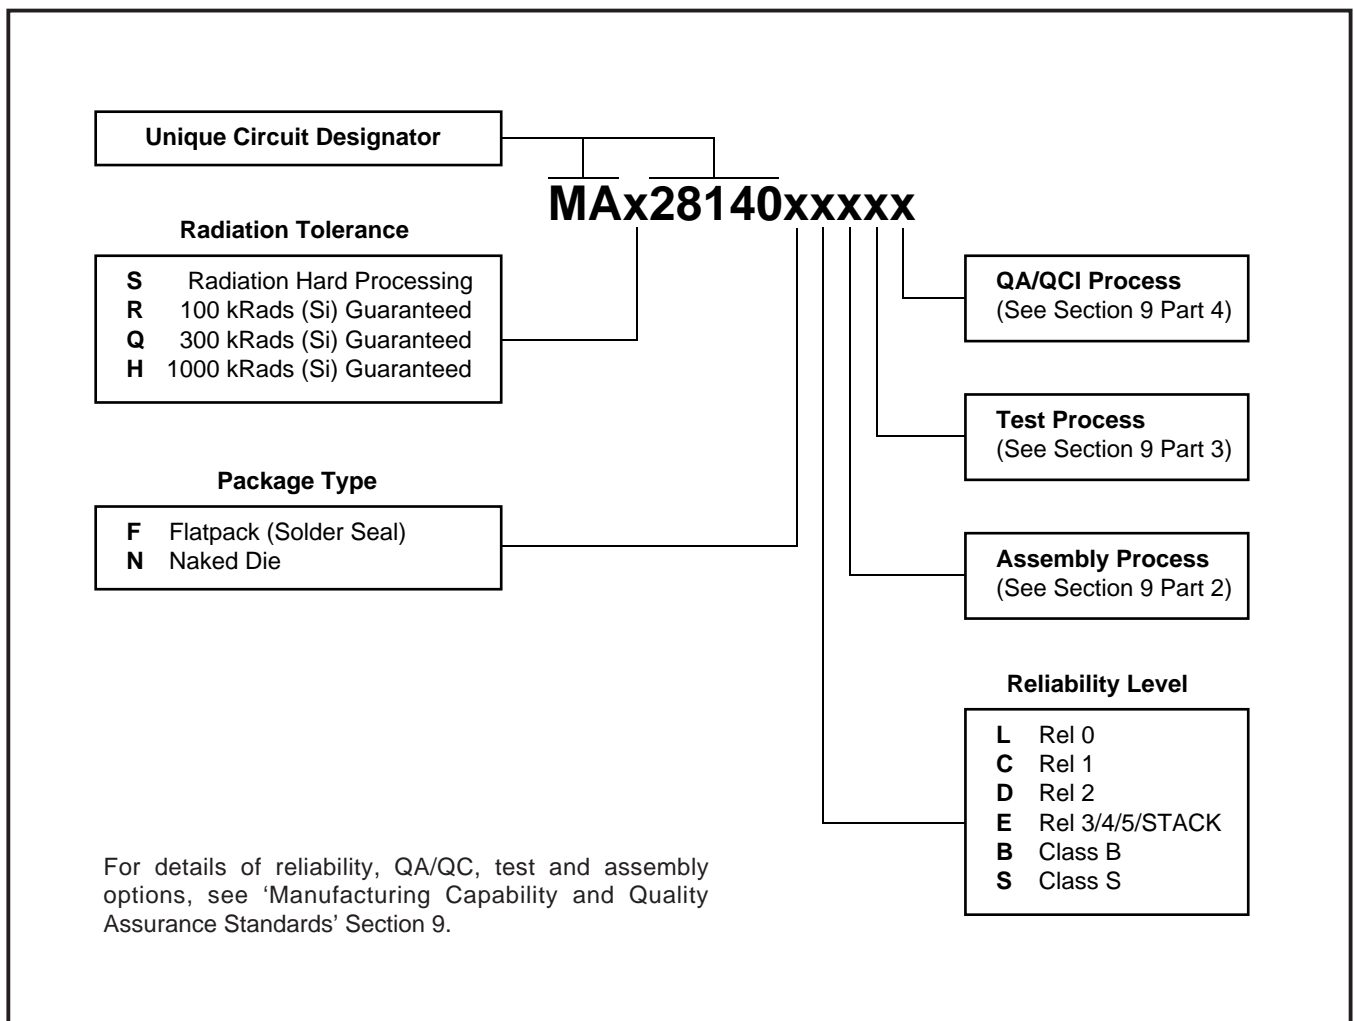 Unique Circuit Designator
MAx28140xxxxx
Radiation Tolerance
S Radiation Hard Processing
R 100 kRads (Si) Guaranteed
Q 300 kRads (Si) Guaranteed
H 1000 kRads (Si) Guaranteed
Package Type
F Flatpack (Solder Seal)
N Naked Die
QA/QCI Process
(See Section 9 Part 4)
Test Process
(See Section 9 Part 3)
Assembly Process
(See Section 9 Part 2)
Reliability Level
L Rel 0
C Rel 1
D Rel 2
E Rel 3/4/5/STACK
B Class B
S Class S
For details of reliability, QA/QC, test and assembly
options, see ‘Manufacturing Capability and Quality
Assurance Standards’ Section 9.